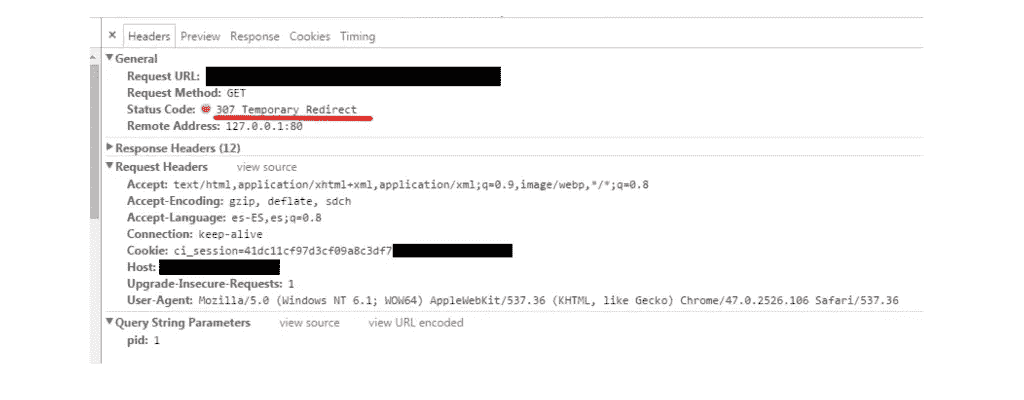 × Headers Preview Response Cookies Timing
▼General
Request URL:
Request Method: GET
Status Code: 307 Temporary Redirect
Remote Address: 127.0.0.1:80
▶Response Headers (12)
▼Request Headers view source
Accept: text/html,application/xhtml+xml,application/xml;q=0.9,image/webp,*/*;q=0.8
Accept-Encoding: gzip, deflate, sdch
Accept-Language: es-ES,es;q=0.8
Connection: keep-alive
Cookie: ci_session=41dc11cf97d3cf09a8c3df7
Host:
Upgrade-Insecure-Requests: 1
User-Agent: Mozilla/5.0 (Windows NT 6.1; WOW64) AppleWebKit/537.36 (KHTML, like Gecko) Chrome/47.0.2526.106 Safari/537.36
▼Query String Parameters view source view URL encoded
pid: 1